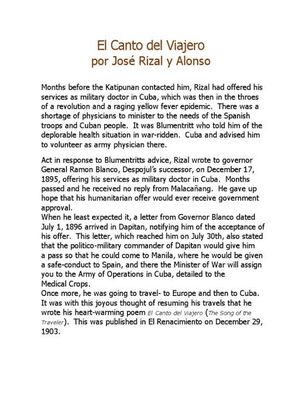 El Canto del Viajero
por José Rizal y Alonso
Months before the Katipunan contacted him, Rizal had offered his
services as military doctor in Cuba, which was then in the throes
of a revolution and a raging yellow fever epidemic.  There was a
shortage of physicians to minister to the needs of the Spanish
troops and Cuban people.  It was Blumentritt who told him of the
deplorable health situation in war-ridden.  Cuba and advised him
to volunteer as army physician there.
Act in response to Blumentritts advice, Rizal wrote to governor
General Ramon Blanco, Despojul’s successor, on December 17,
1895, offering his services as military doctor in Cuba.  Months
passed and he received no reply from Malacañang.  He gave up
hope that his humanitarian offer would ever receive government
approval.
When he least expected it, a letter from Governor Blanco dated
July 1, 1896 arrived in Dapitan, notifying him of the acceptance of
his offer.  This letter, which reached him on July 30th, also stated
that the politico-military commander of Dapitan would give him
a pass so that he could come to Manila, where he would be given
a safe-conduct to Spain, and there the Minister of War will assign
you to the Army of Operations in Cuba, detailed to the
Medical Crops.
Once more, he was going to travel- to Europe and then to Cuba.
It was with this joyous thought of resuming his travels that he
wrote his heart-warming poem El Canto del Viajero (The Song of the
Traveler).  This was published in El Renacimiento on December 29,
1903.